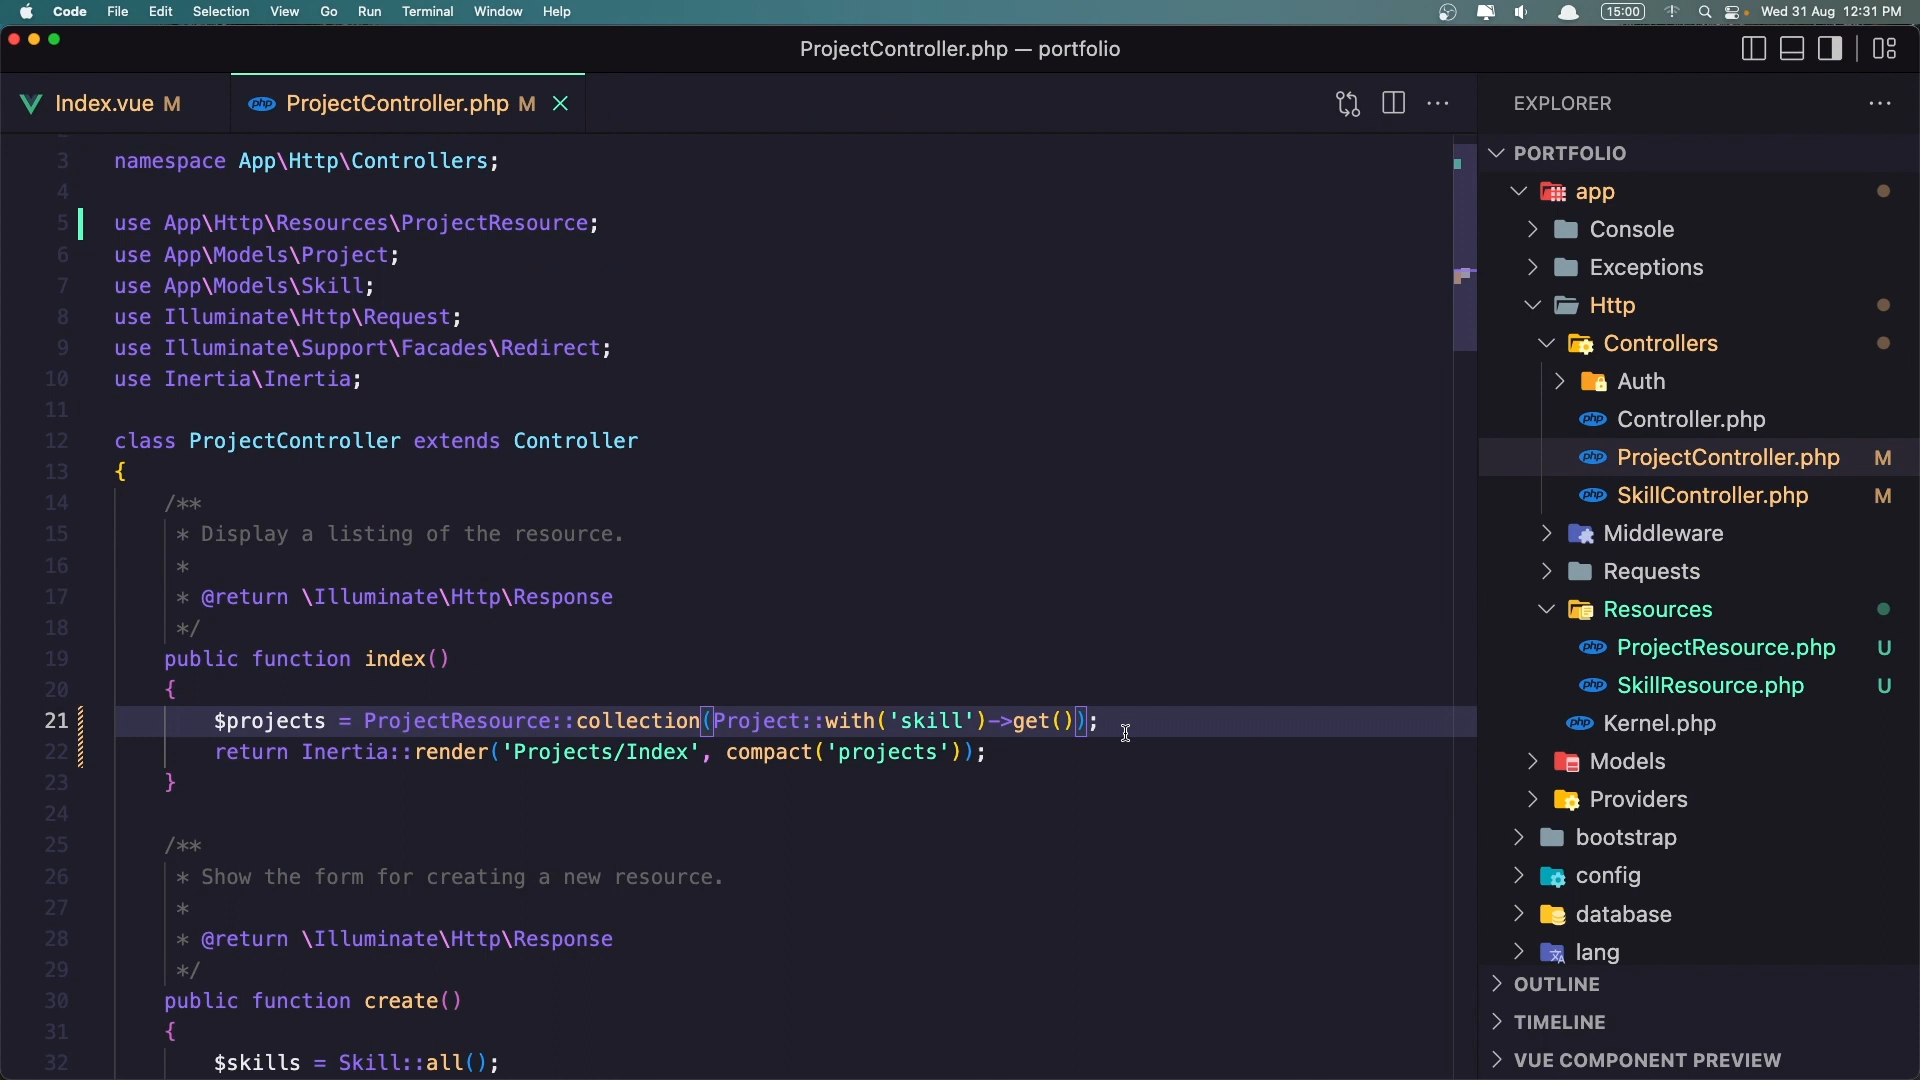 Code File Edit Selection View Go Run Terminal Window Help 15:00 Wed 31 Aug 12:31 PM
ProjectController.php — portfolio
Index.vue M
php ProjectController.php M
EXPLORER
PORTFOLIO
app
Console
Exceptions
Http
Controllers
Auth
php Controller.php
php ProjectController.php M
php SkillController.php M
Middleware
Requests
Resources
php ProjectResource.php U
php SkillResource.php U
php Kernel.php
Models
Providers
bootstrap
config
database
lang
OUTLINE
TIMELINE
VUE COMPONENT PREVIEW
3 namespace App\Http\Controllers;
4
5 use App\Http\Resources\ProjectResource;
6 use App\Models\Project;
7 use App\Models\Skill;
8 use Illuminate\Http\Request;
9 use Illuminate\Support\Facades\Redirect;
10 use Inertia\Inertia;
11
12 class ProjectController extends Controller
13 {
14 /**
15 * Display a listing of the resource.
16 *
17 * @return \Illuminate\Http\Response
18 */
19 public function index()
20 {
21 $projects = ProjectResource::collection(Project::with('skill')->get());
22 return Inertia::render('Projects/Index', compact('projects'));
23 }
24
25 /**
26 * Show the form for creating a new resource.
27 *
28 * @return \Illuminate\Http\Response
29 */
30 public function create()
31 {
32 $skills = Skill::all();